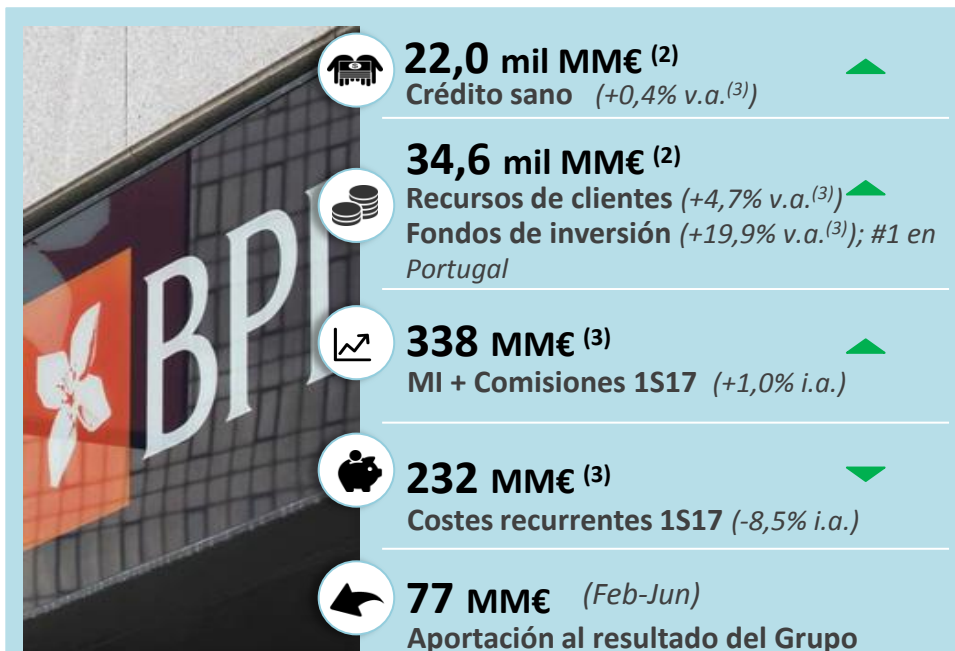 BPI
22,0 mil MM€ (2)
Crédito sano (+0,4% v.a.(3))
34,6 mil MM€ (2)
Recursos de clientes (+4,7% v.a.(3))
Fondos de inversión (+19,9% v.a.(3)); #1 en
Portugal
338 MM€ (3)
MI + Comisiones 1S17 (+1,0% i.a.)
232 MM€ (3)
Costes recurrentes 1S17 (-8,5% i.a.)
77 MM€ (Feb-Jun)
Aportación al resultado del Grupo